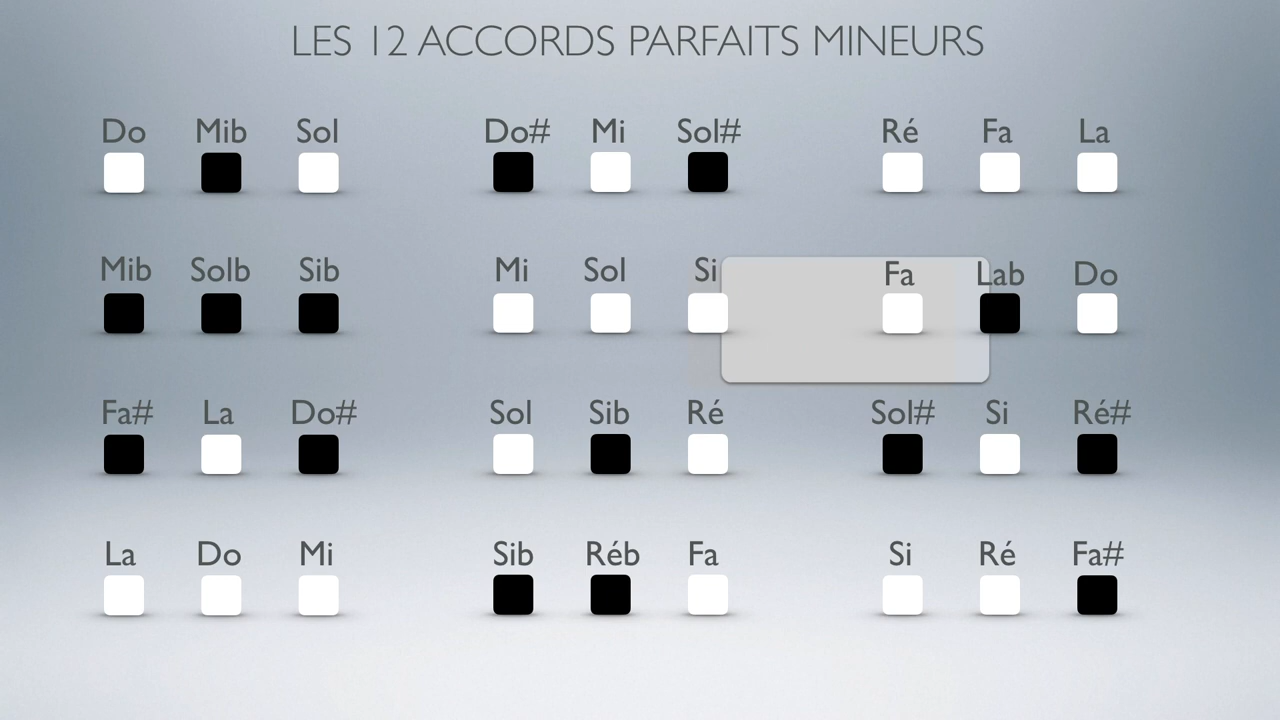 LES 12 ACCORDS PARFAITS MINEURS
Do Mib Sol Do# Mi Sol# Ré Fa La
Mib Solb Sib Mi Sol Si Fa Lab Do
Fa# La Do# Sol Sib Ré Sol# Si Ré#
La Do Mi Sib Réb Fa Si Ré Fa#